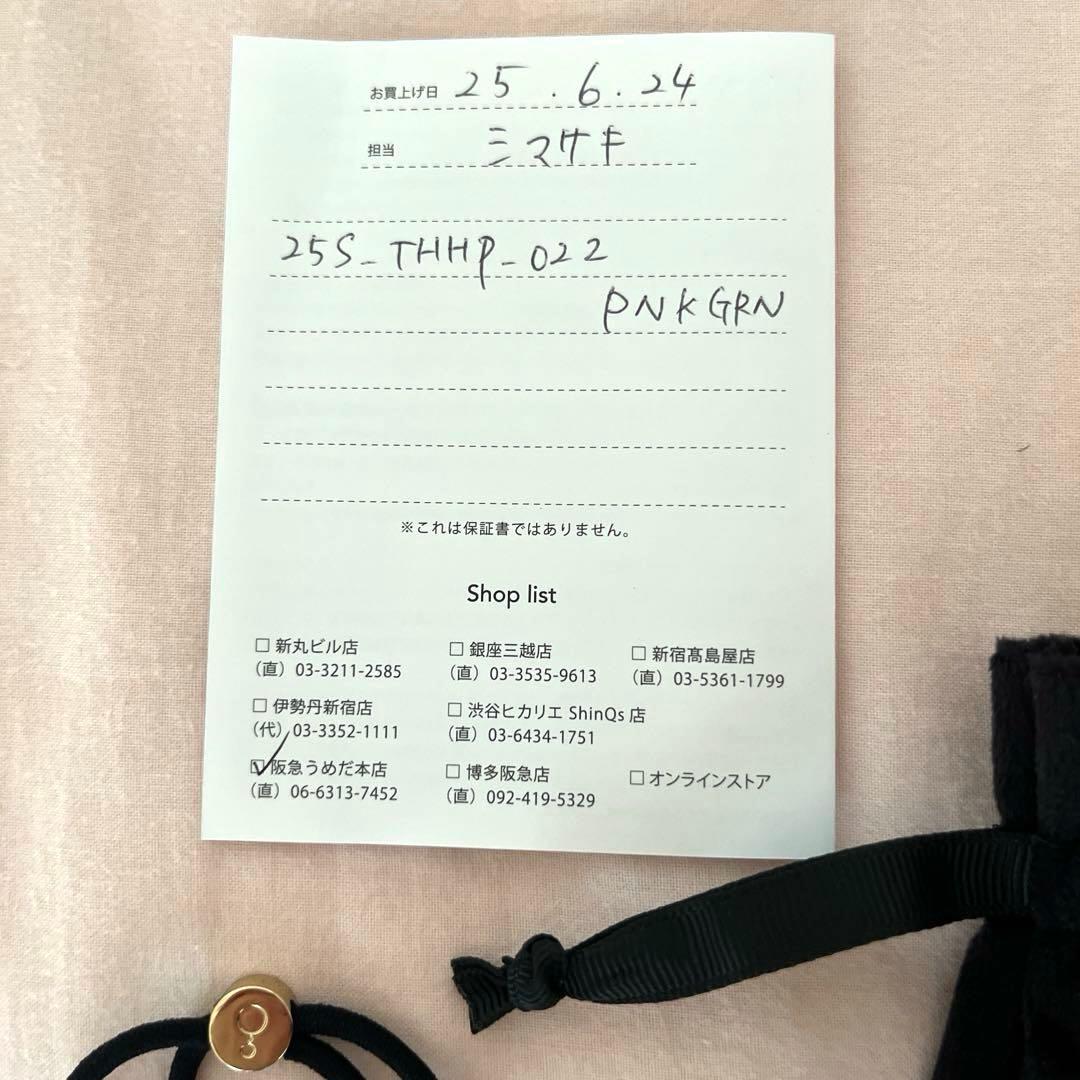 お買上げ日 25.6.24
担当 ミマサキ
25S_THHP_022
PNKGRN
※これは保証書ではありません。
Shop list
□ 新丸ビル店 □ 銀座三越店 □ 新宿髙島屋店
（直）03-3211-2585 （直）03-3535-9613 （直）03-5361-1799
□ 伊勢丹新宿店 □ 渋谷ヒカリエ ShinQs 店
（代）03-3352-1111 （直）03-6434-1751
☑ 阪急うめだ本店 □ 博多阪急店 □ オンラインストア
（直）06-6313-7452 （直）092-419-5329